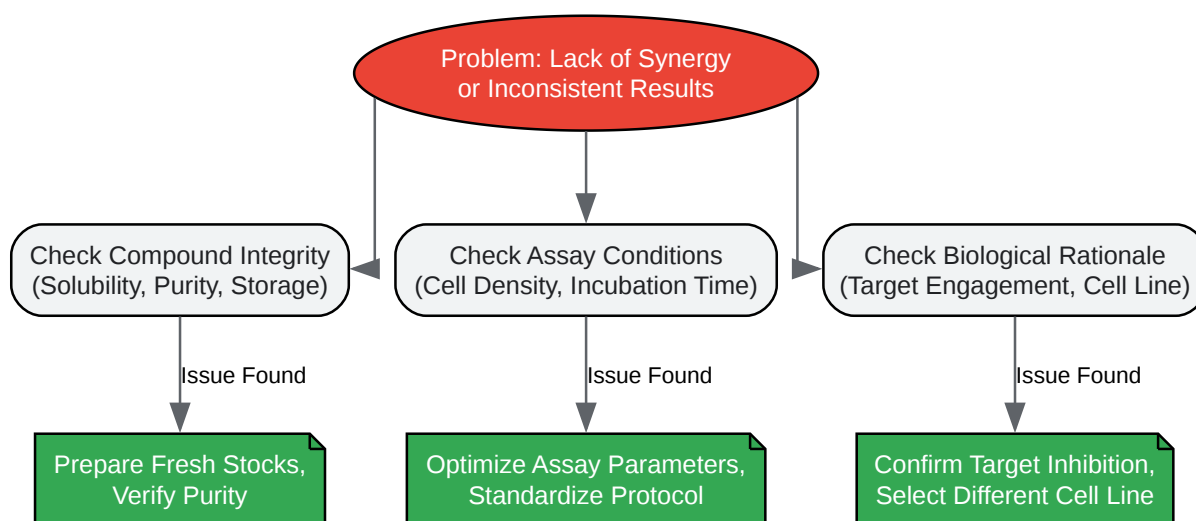 Problem: Lack of Synergy
or Inconsistent Results
Check Compound Integrity
(Solubility, Purity, Storage)
Check Assay Conditions
(Cell Density, Incubation Time)
Check Biological Rationale
(Target Engagement, Cell Line)
Issue Found
Issue Found
Issue Found
Prepare Fresh Stocks,
Verify Purity
Optimize Assay Parameters,
Standardize Protocol
Confirm Target Inhibition,
Select Different Cell Line